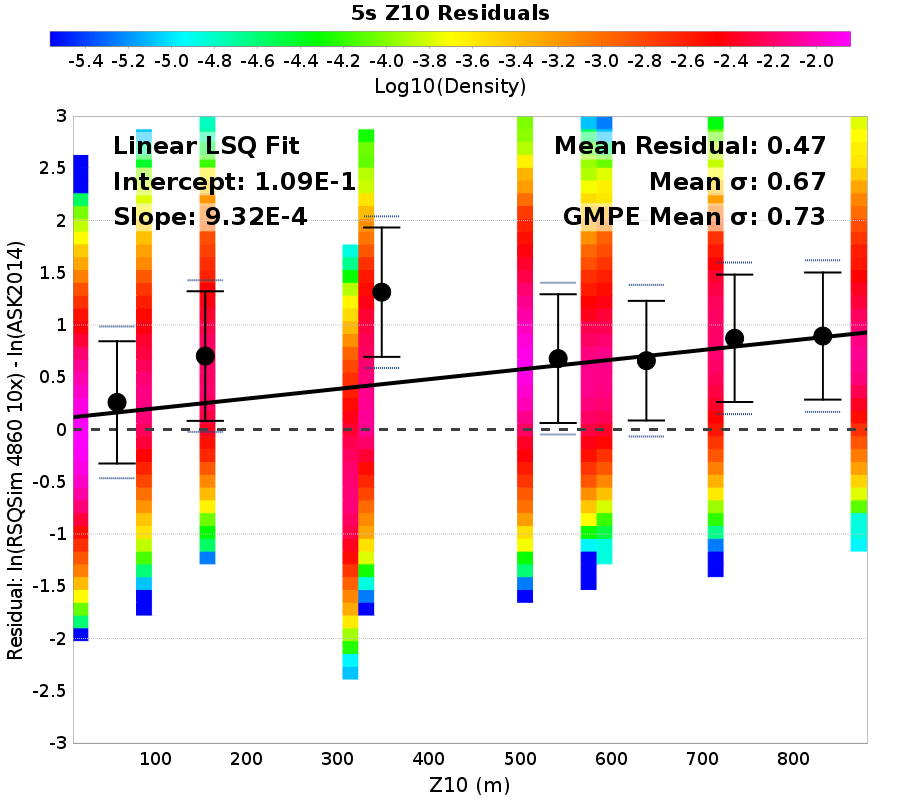 5s Z10 Residuals
-5.4 -5.2 -5.0 -4.8 -4.6 -4.4 -4.2 -4.0 -3.8 -3.6 -3.4 -3.2 -3.0 -2.8 -2.6 -2.4 -2.2 -2.0
Log10(Density)
Linear LSQ Fit
Intercept: 1.09E-1
Slope: 9.32E-4
Mean Residual: 0.47
Mean σ: 0.67
GMPE Mean σ: 0.73
Residual: ln(RSQSim 4860 10x) - ln(ASK2014)
3
2.5
2
1.5
1
0.5
0
-0.5
-1
-1.5
-2
-2.5
-3
100 200 300 400 500 600 700 800
Z10 (m)